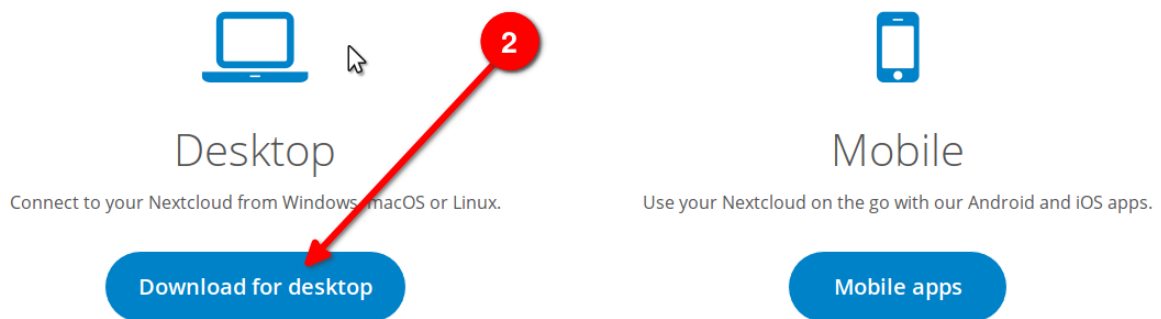 2
Desktop
Connect to your Nextcloud from Windows, macOS or Linux.
Download for desktop
Mobile
Use your Nextcloud on the go with our Android and iOS apps.
Mobile apps